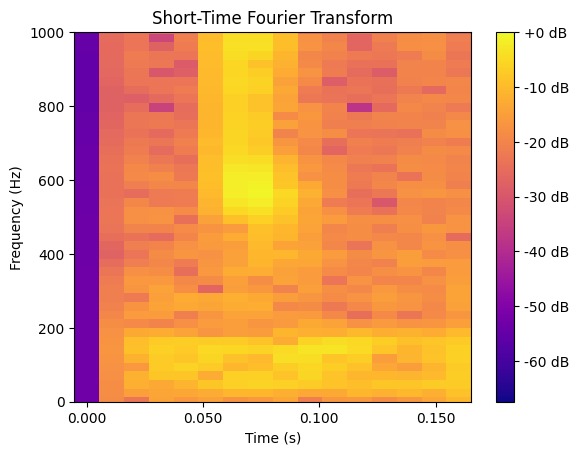 Short-Time Fourier Transform
Frequency (Hz)
1000
800
600
400
200
0
0.000
0.050
0.100
0.150
Time (s)
+0 dB
-10 dB
-20 dB
-30 dB
-40 dB
-50 dB
-60 dB